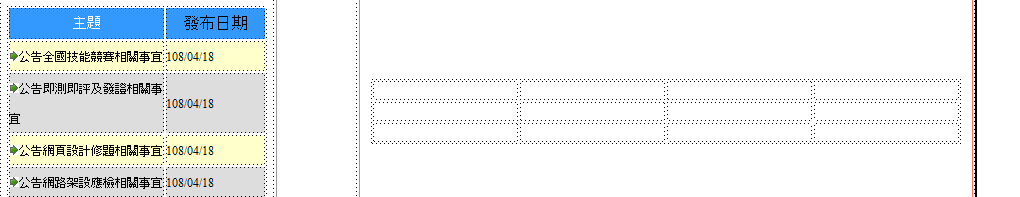 主題 發布日期
公告全國技能競賽相關事宜 108/04/18
公告即測即評及發證相關事
宜 108/04/18
公告網頁設計修題相關事宜 108/04/18
公告網路架設應檢相關事宜 108/04/18